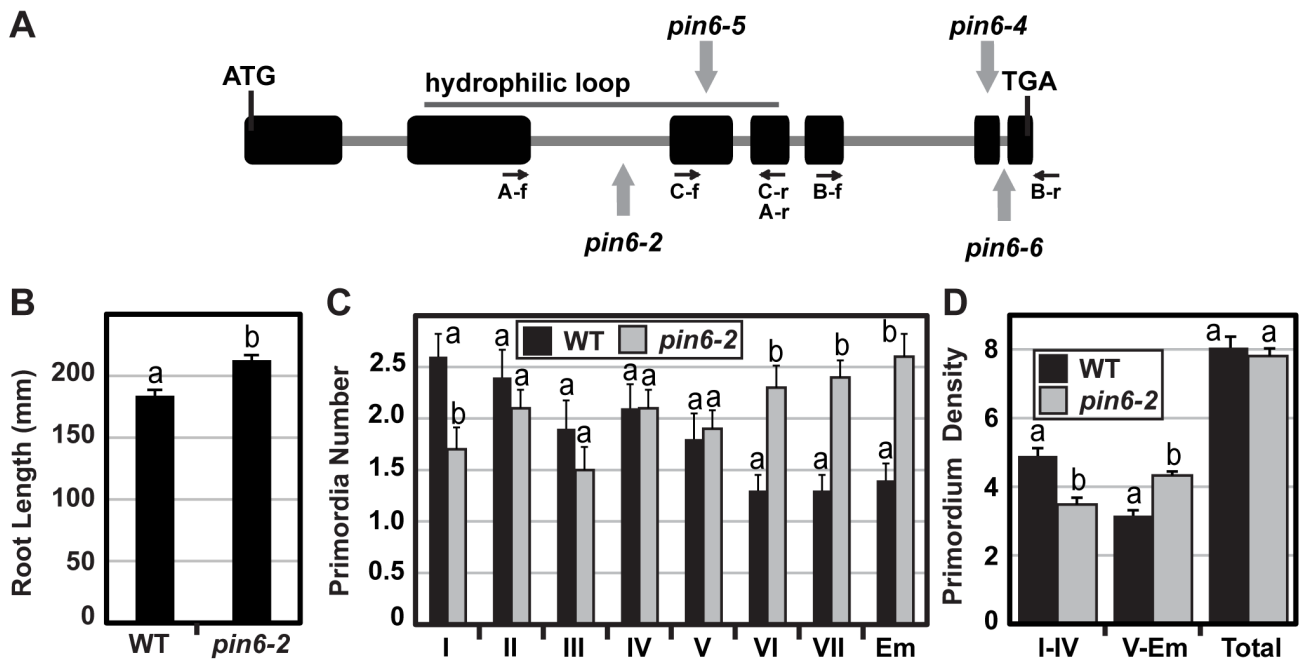 A
pin6-5
pin6-4
ATG
hydrophilic loop
TGA
A-f
C-f
C-r
B-f
B-r
A-r
pin6-2
pin6-6
B
C
D
Root Length (mm)
200
150
100
50
0
a
b
WT
pin6-2
Primordia Number
2.5
2.0
1.5
1.0
0.5
0
WT
pin6-2
a
b
a
a
a
a
a
a
a
a
a
b
a
b
a
b
I
II
III
IV
V
VI
VII
Em
Primordium Density
8
6
4
2
0
WT
pin6-2
a
b
a
b
a
a
I-IV
V-Em
Total